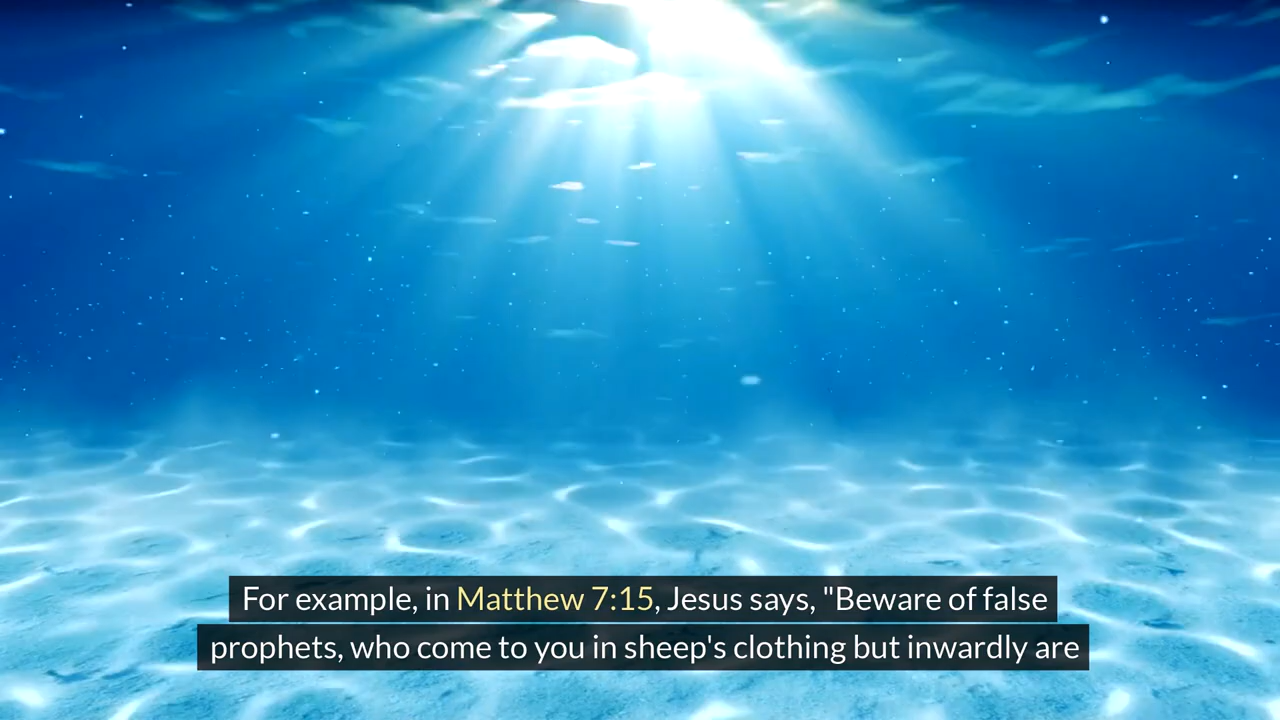 For example, in Matthew 7:15, Jesus says, "Beware of false
prophets, who come to you in sheep's clothing but inwardly are